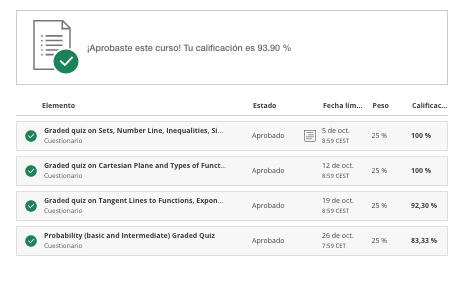 ¡Aprobaste este curso! Tu calificación es 93.90 %
Elemento Estado Fecha lím... Peso Calificac...
Graded quiz on Sets, Number Line, Inequalities, Si...
Cuestionario
Aprobado
5 de oct.
8:59 CEST
25 %
100 %
Graded quiz on Cartesian Plane and Types of Funct...
Cuestionario
Aprobado
12 de oct.
8:59 CEST
25 %
100 %
Graded quiz on Tangent Lines to Functions, Expon...
Cuestionario
Aprobado
19 de oct.
8:59 CEST
25 %
92,30 %
Probability (basic and Intermediate) Graded Quiz
Cuestionario
Aprobado
26 de oct.
7:59 CET
25 %
83,33 %